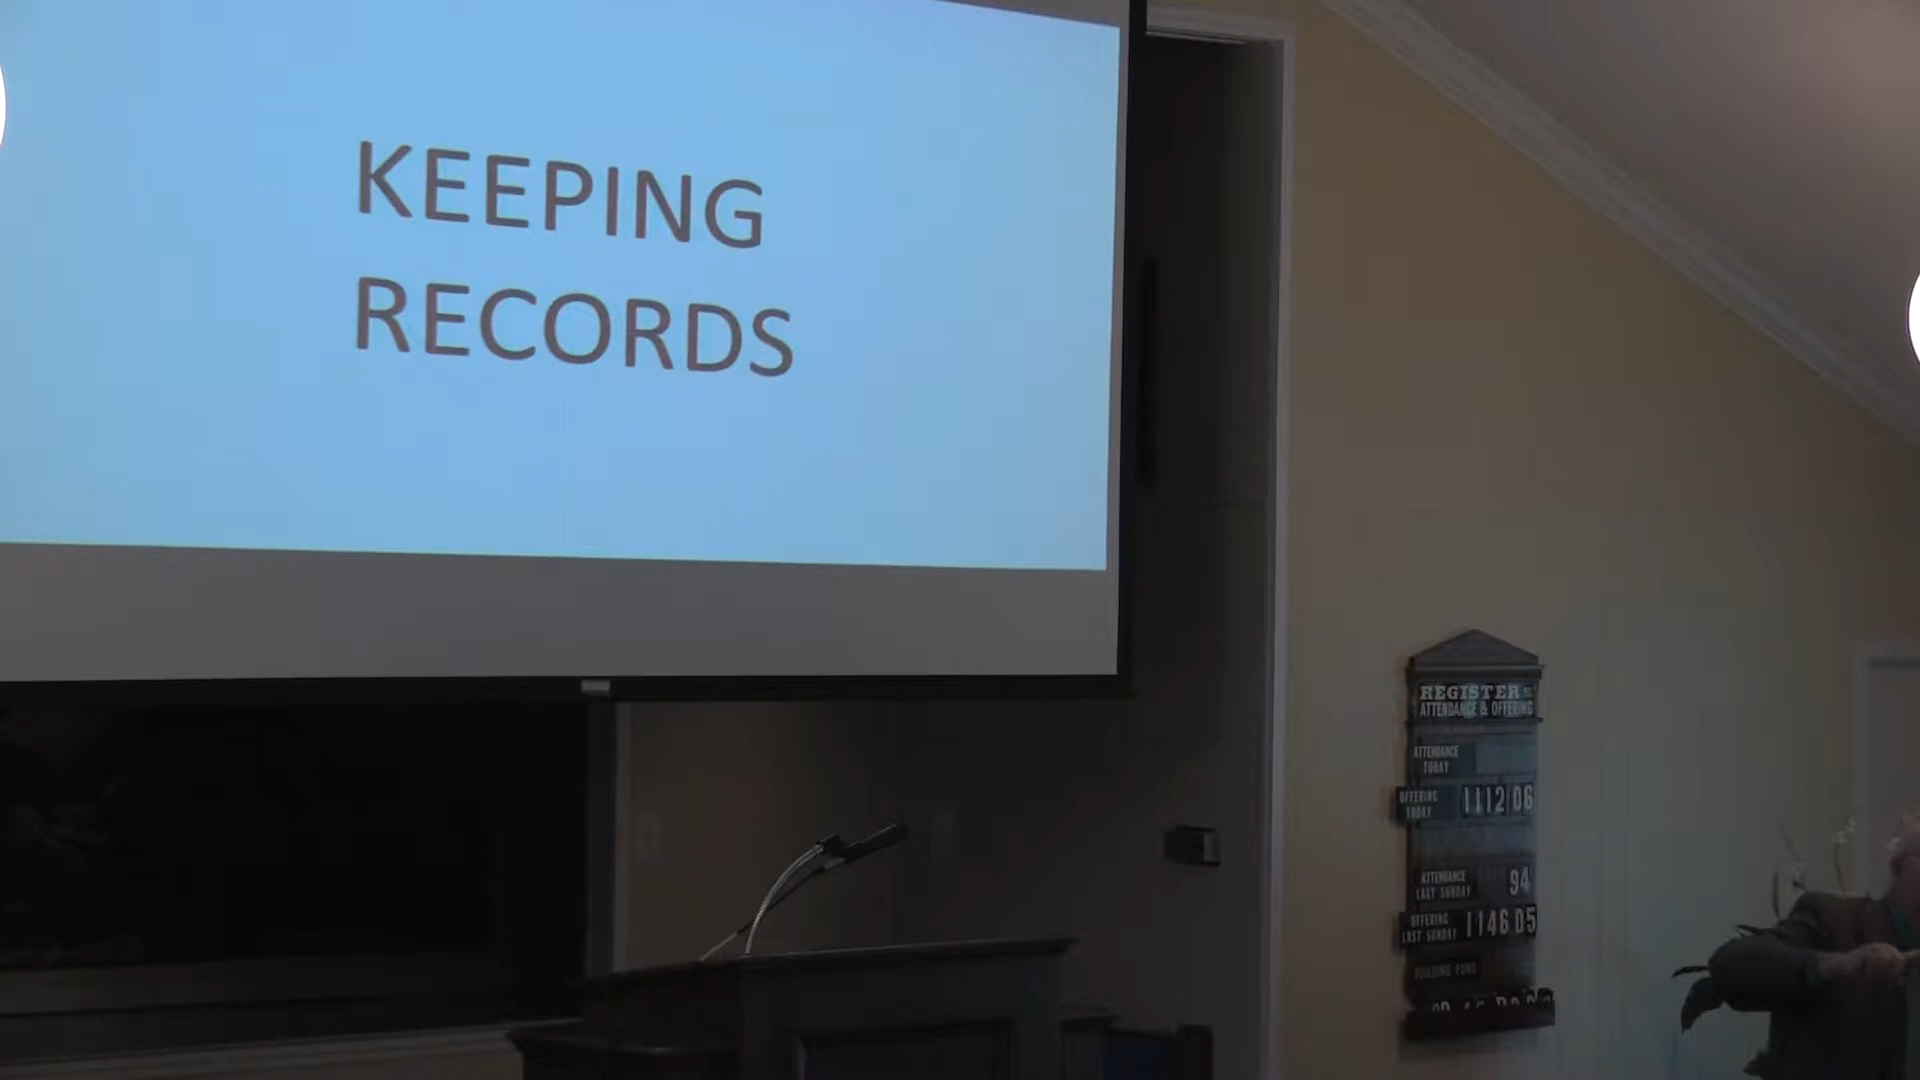 KEEPING
RECORDS
REGISTER OF
ATTENDANCE & OFFERING
ATTENDANCE
TODAY
OFFERING
TODAY
1112 06
ATTENDANCE
LAST SUNDAY
94
OFFERING
LAST SUNDAY
1146 05
BUILDING FUND